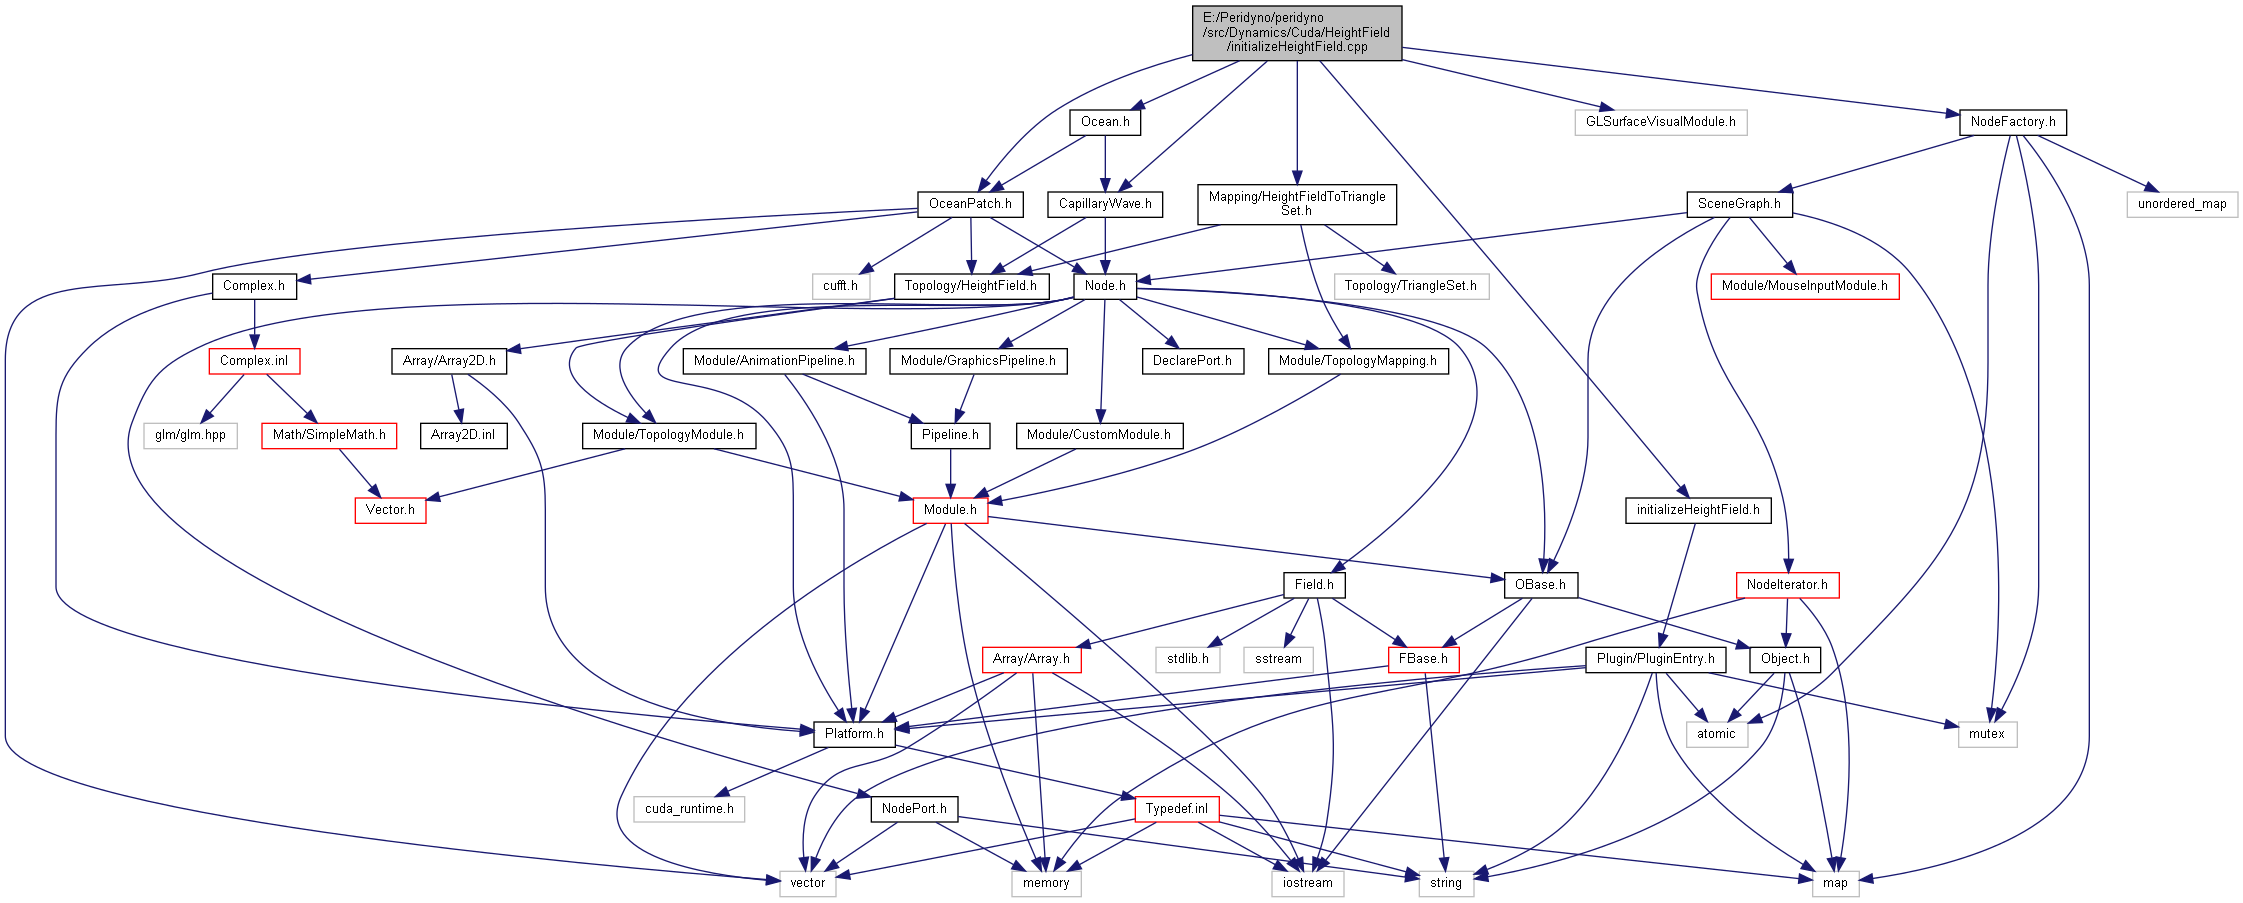 E:/Peridyno/peridyno
/src/Dynamics/Cuda/HeightField
/initializeHeightField.cpp
Ocean.h
GLSurfaceVisualModule.h
NodeFactory.h
OceanPatch.h
CapillaryWave.h
Mapping/HeightFieldToTriangle
Set.h
SceneGraph.h
unordered_map
Complex.h
cufft.h
Topology/HeightField.h
Node.h
Topology/TriangleSet.h
Module/MouseInputModule.h
Complex.inl
Array/Array2D.h
Module/AnimationPipeline.h
Module/GraphicsPipeline.h
DeclarePort.h
Module/TopologyMapping.h
glm/glm.hpp
Math/SimpleMath.h
Array2D.inl
Module/TopologyModule.h
Pipeline.h
Module/CustomModule.h
Vector.h
Module.h
initializeHeightField.h
Field.h
OBase.h
NodeIterator.h
Array/Array.h
stdlib.h
sstream
FBase.h
Plugin/PluginEntry.h
Object.h
Platform.h
atomic
mutex
cuda_runtime.h
NodePort.h
Typedef.inl
vector
memory
iostream
string
map